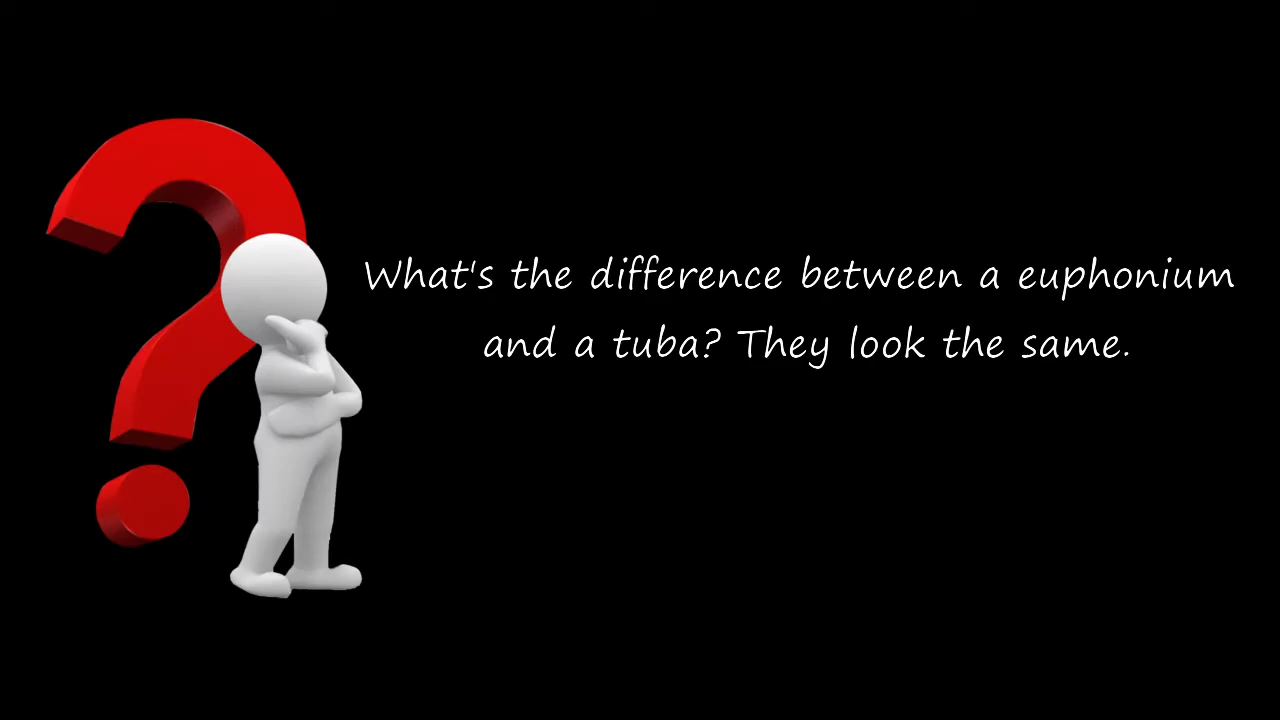 What's the difference between a euphonium
and a tuba? They look the same.